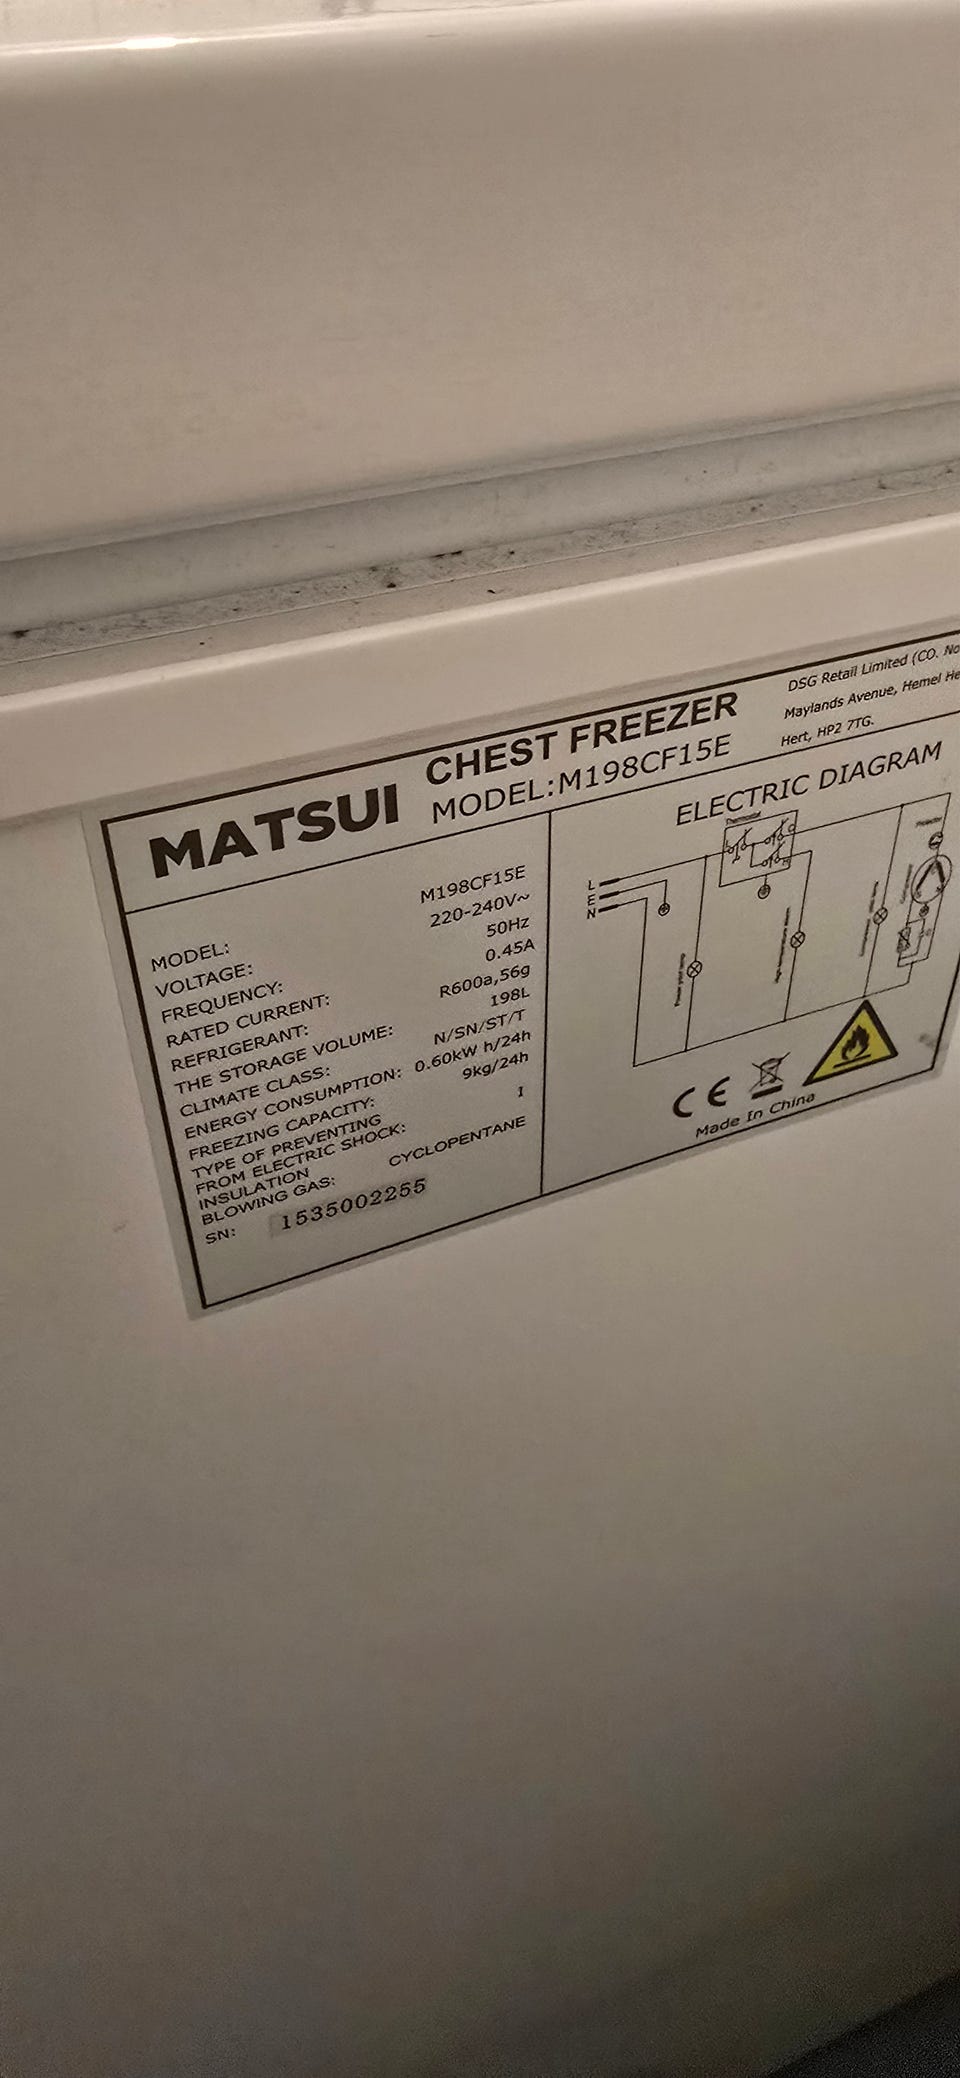 MATSUI
CHEST FREEZER
MODEL:M198CF15E
DSG Retail Limited (CO. No
Maylands Avenue, Hemel He
Hert, HP2 7TG.
MODEL: M198CF15E
VOLTAGE: 220-240V~
FREQUENCY: 50Hz
RATED CURRENT: 0.45A
REFRIGERANT: R600a,56g
THE STORAGE VOLUME: 198L
CLIMATE CLASS: N/SN/ST/T
ENERGY CONSUMPTION: 0.60kW h/24h
FREEZING CAPACITY: 9kg/24h
TYPE OF PREVENTING
FROM ELECTRIC SHOCK: I
INSULATION
BLOWING GAS: CYCLOPENTANE
SN: 1535002255
ELECTRIC DIAGRAM
Thermostat
L
E
N
CE
Made In China